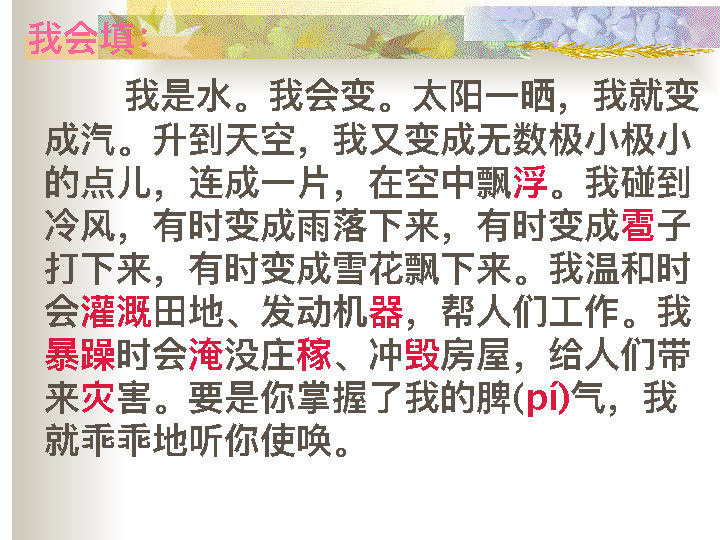 我会填：
我是水。我会变。太阳一晒，我就变
成汽。升到天空，我又变成无数极小极小
的点儿，连成一片，在空中飘浮。我碰到
冷风，有时变成雨落下来，有时变成雹子
打下来，有时变成雪花飘下来。我温和时
会灌溉田地、发动机器，帮人们工作。我
暴躁时会淹没庄稼、冲毁房屋，给人们带
来灾害。要是你掌握了我的脾(pí)气，我
就乖乖地听你使唤。